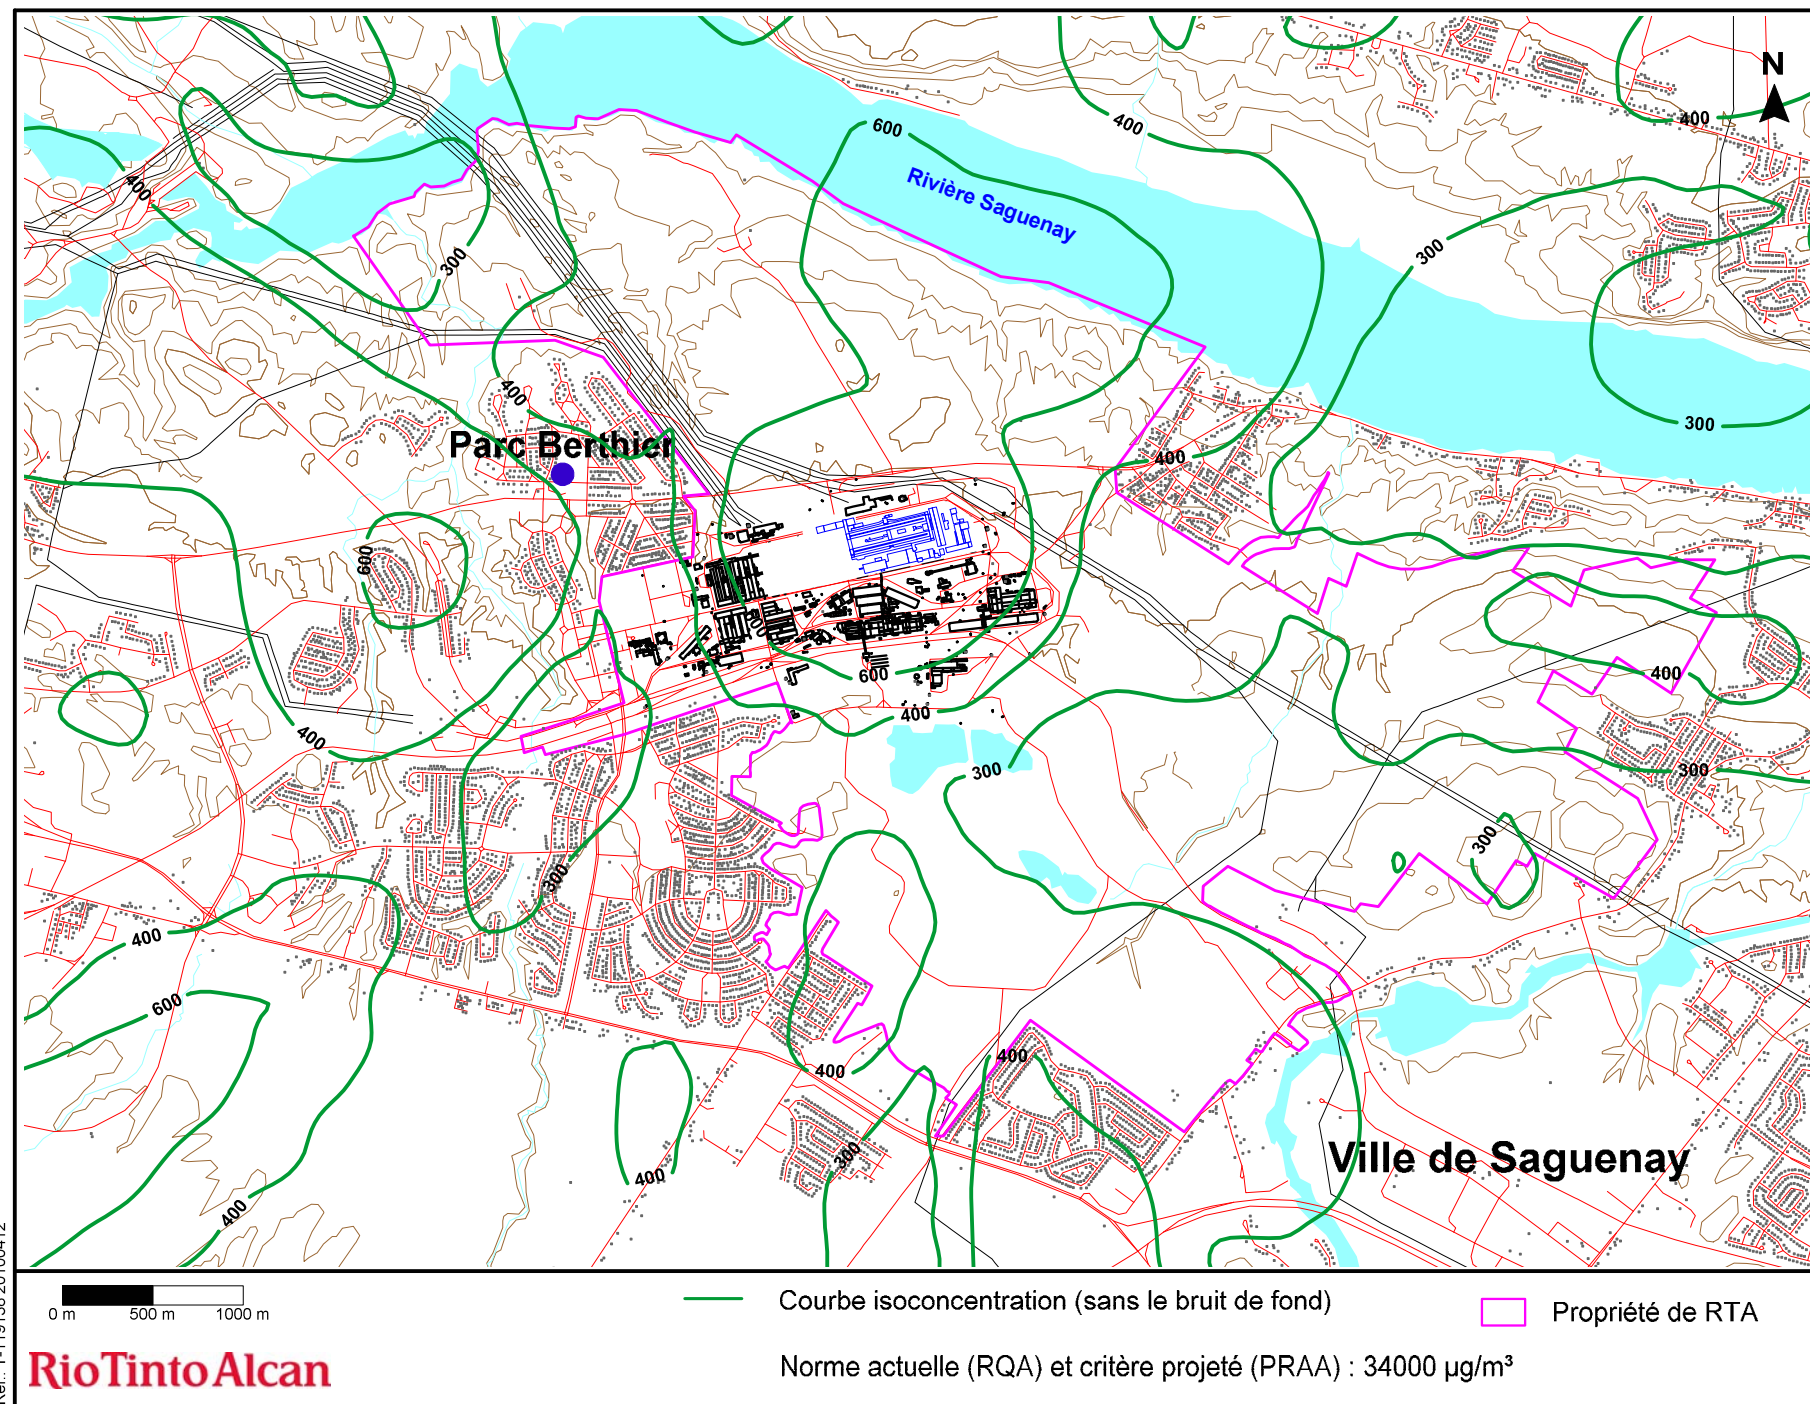 N
600
400
400
Rivière Saguenay
400
300
300
400
300
Parc Berthier
400
600
600
600
400
400
400
300
300
300
300
400
600
400
400
300
400
400
Ville de Saguenay
0 m 500 m 1000 m
Courbe isoconcentration (sans le bruit de fond)
Propriété de RTA
Norme actuelle (RQA) et critère projeté (PRAA) : 34000 µg/m³
RioTintoAlcan